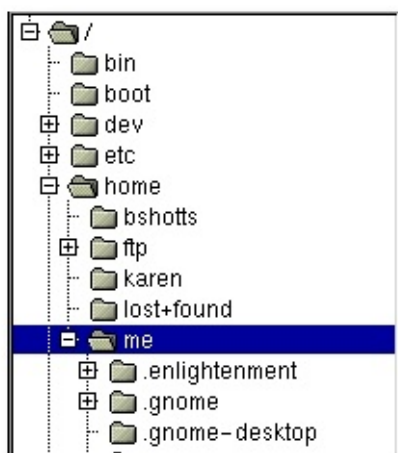 /
bin
boot
dev
etc
home
bshotts
ftp
karen
lost+found
me
.enlightenment
.gnome
.gnome-desktop